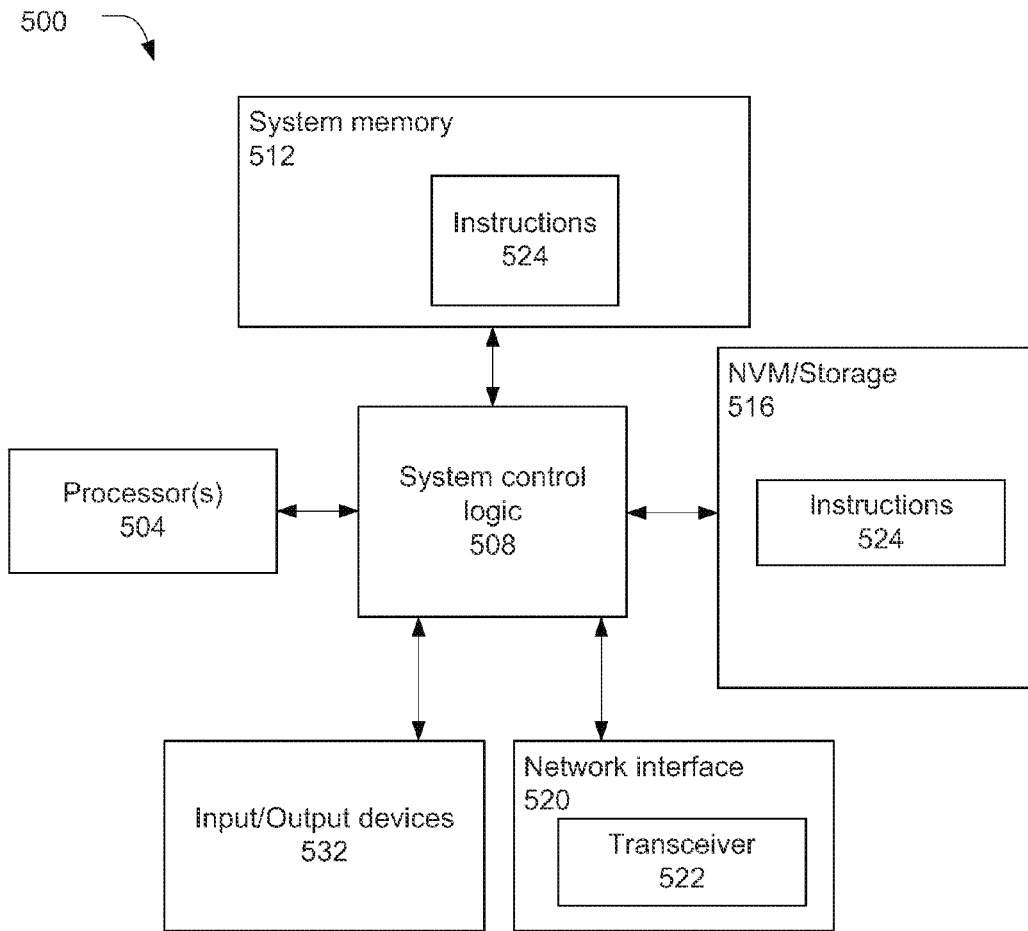 500
System memory
512
Instructions
524
NVM/Storage
516
Instructions
524
Processor(s)
504
System control
logic
508
Input/Output devices
532
Network interface
520
Transceiver
522